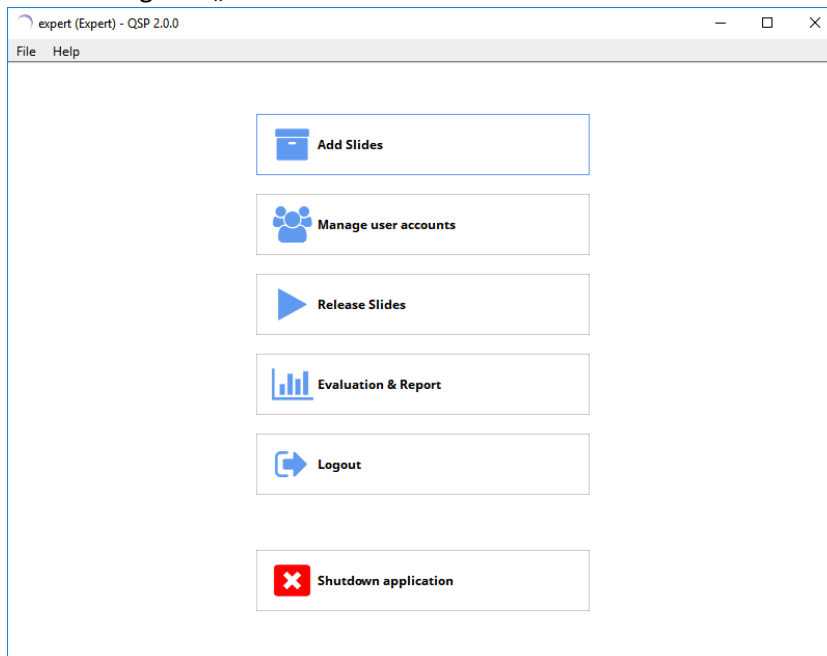 expert (Expert) - QSP 2.0.0
File Help
Add Slides
Manage user accounts
Release Slides
Evaluation & Report
Logout
Shutdown application